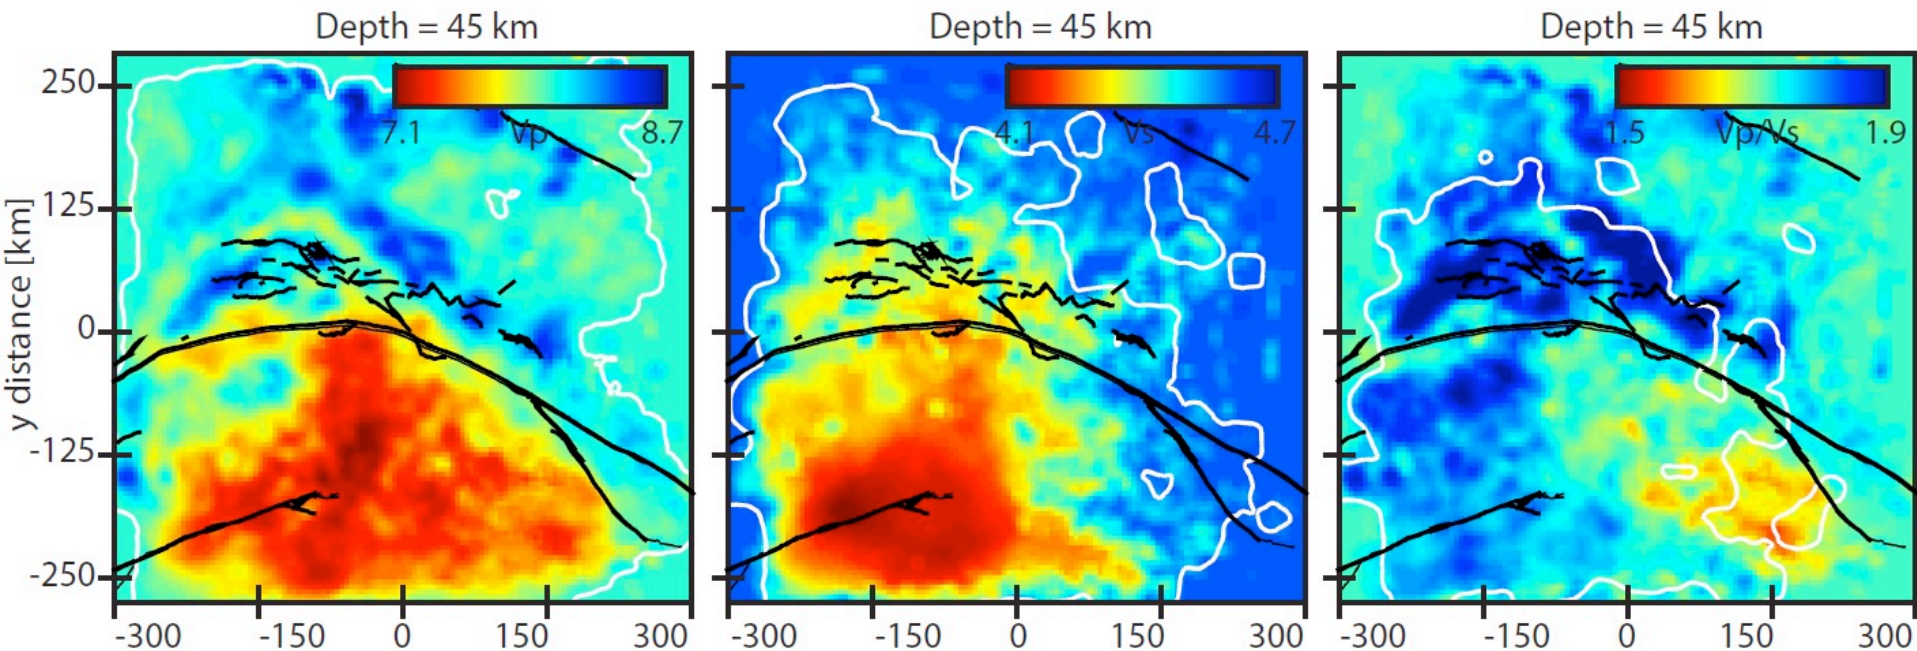 Depth = 45 km Depth = 45 km Depth = 45 km
7.1 Vp 8.7 4.1 Vs 4.7 1.5 Vp/Vs 1.9
y distance [km]
250
125
0
-125
-250
-300 -150 0 150 300 -300 -150 0 150 300 -300 -150 0 150 300